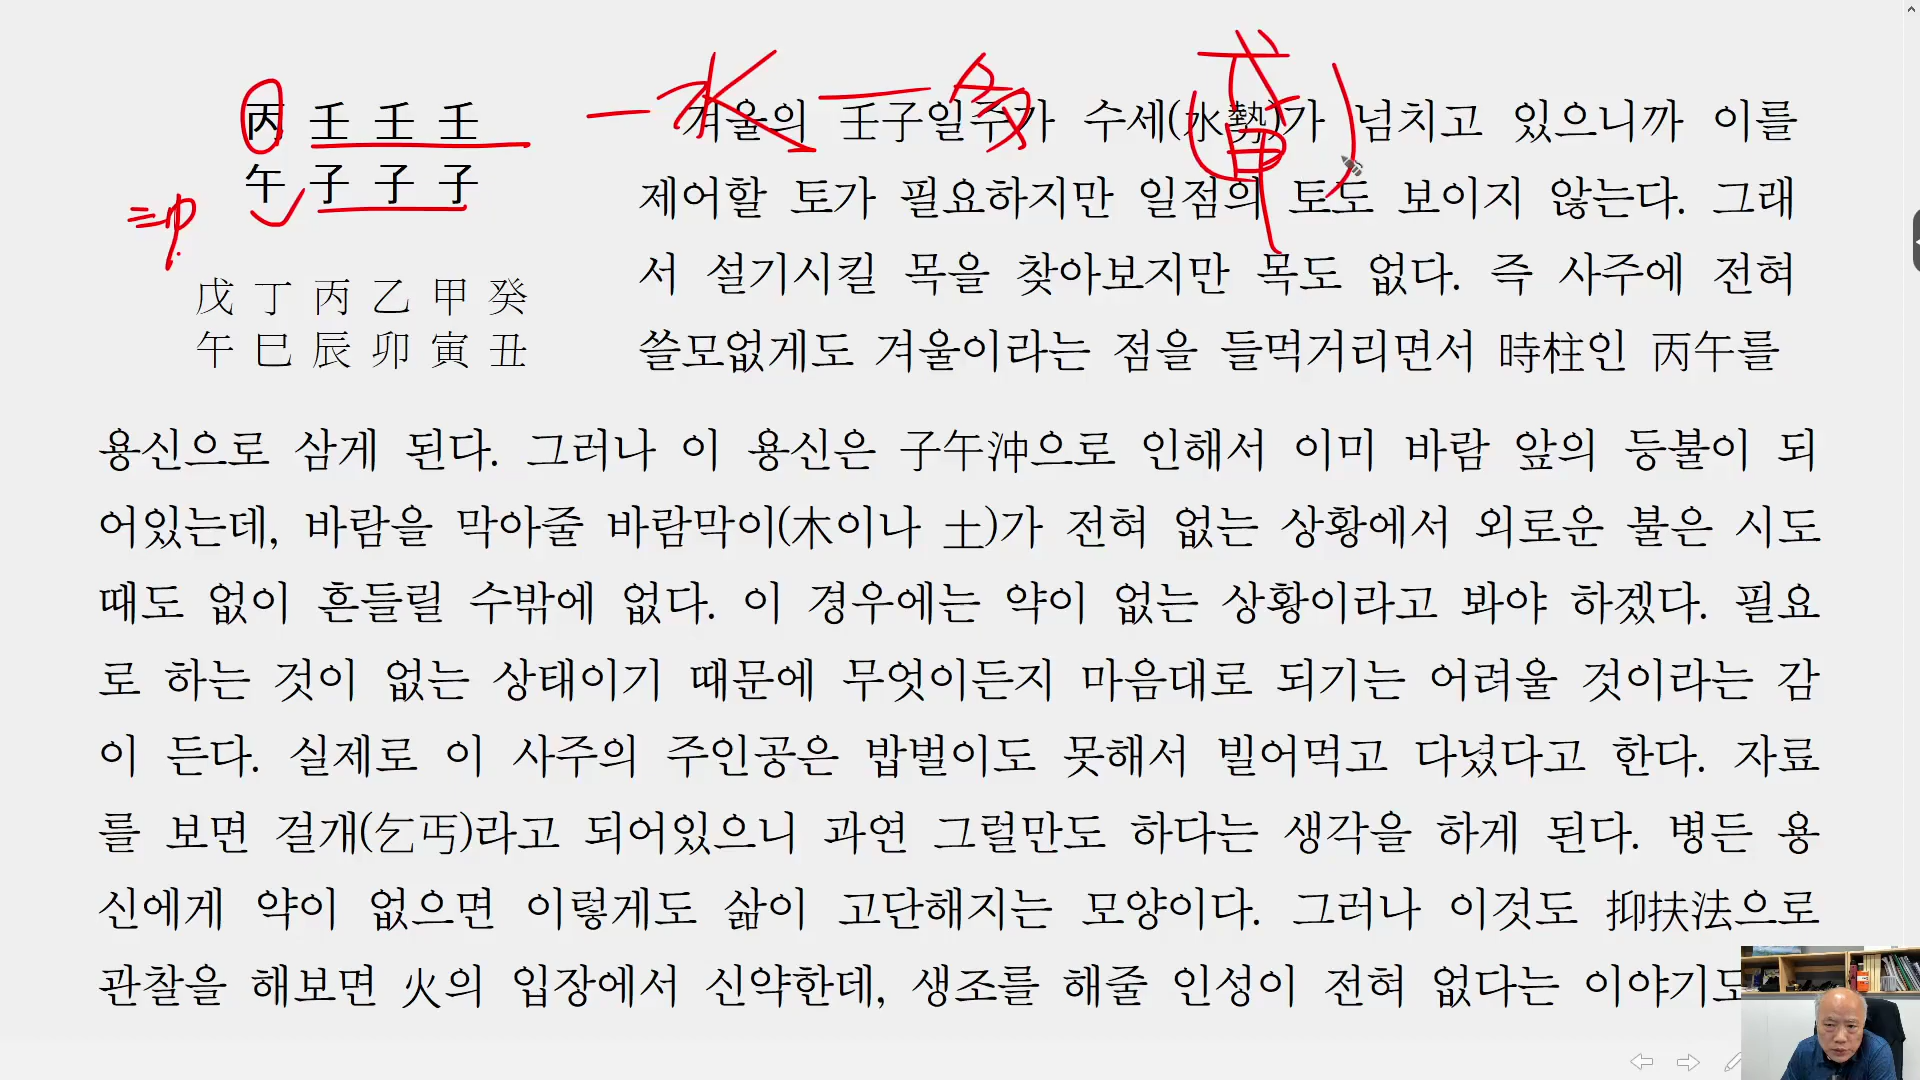 丙 壬 壬 壬
午 子 子 子
戊 丁 丙 乙 甲 癸
午 巳 辰 卯 寅 丑
겨울의 壬子일주가 수세(水勢)가 넘치고 있으니까 이를
제어할 토가 필요하지만 일점의 토도 보이지 않는다. 그래
서 설기시킬 목을 찾아보지만 목도 없다. 즉 사주에 전혀
쓸모없게도 겨울이라는 점을 들먹거리면서 時柱인 丙午를
용신으로 삼게 된다. 그러나 이 용신은 子午沖으로 인해서 이미 바람 앞의 등불이 되
어있는데, 바람을 막아줄 바람막이(木이나 土)가 전혀 없는 상황에서 외로운 불은 시도
때도 없이 흔들릴 수밖에 없다. 이 경우에는 약이 없는 상황이라고 봐야 하겠다. 필요
로 하는 것이 없는 상태이기 때문에 무엇이든지 마음대로 되기는 어려울 것이라는 감
이 든다. 실제로 이 사주의 주인공은 밥벌이도 못해서 빌어먹고 다녔다고 한다. 자료
를 보면 걸개(乞丐)라고 되어있으니 과연 그럴만도 하다는 생각을 하게 된다. 병든 용
신에게 약이 없으면 이렇게도 삶이 고단해지는 모양이다. 그러나 이것도 抑扶法으로
관찰을 해보면 火의 입장에서 신약한데, 생조를 해줄 인성이 전혀 없다는 이야기도
水 多